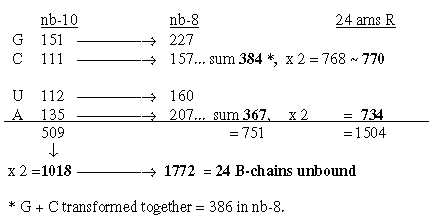 nb-10 nb-8 24 ams R
G 151 ————→ 227
C 111 ————→ 157... sum 384 *, x 2 = 768 ~ 770
U 112 ————→ 160
A 135 ————→ 207... sum 367, x 2 = 734
509 = 751 = 1504
↓
x 2 = 1018 ————→ 1772 = 24 B-chains unbound
* G + C transformed together = 386 in nb-8.